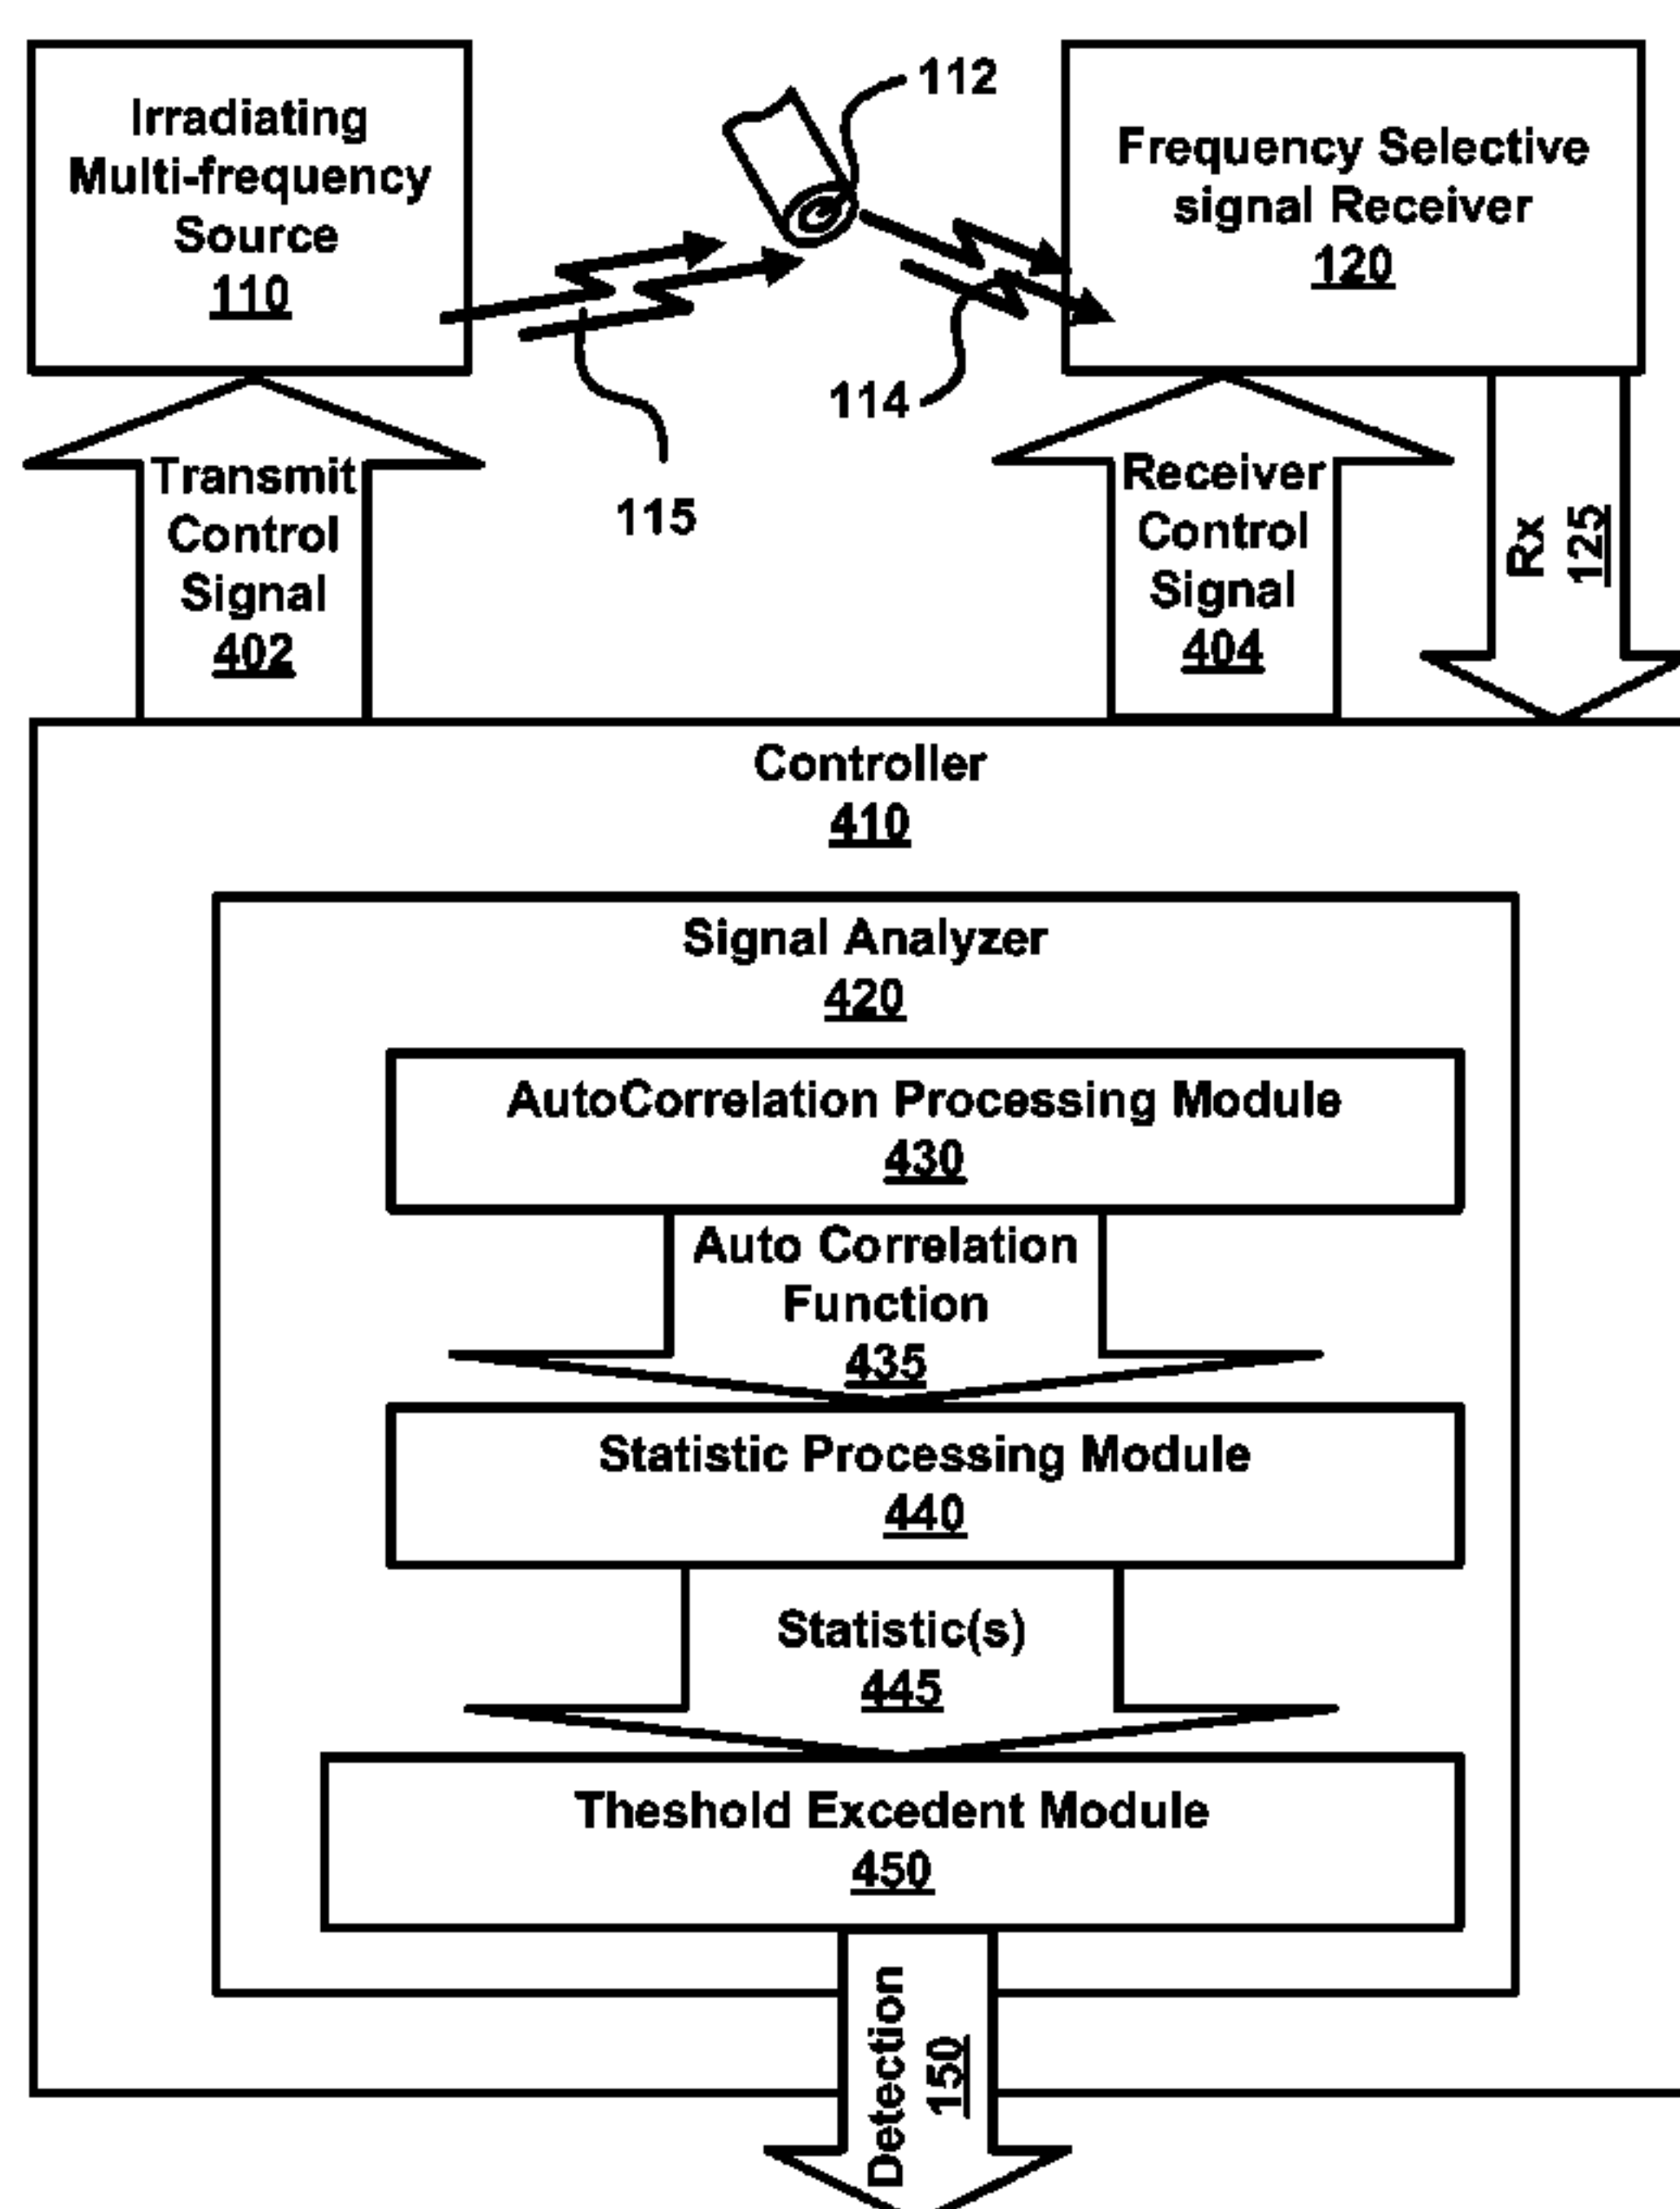 Irradiating
Multi-frequency
Source
110
112
Frequency Selective
signal Receiver
120
115
114
Transmit
Control
Signal
402
Receiver
Control
Signal
404
Rx
125
Controller
410
Signal Analyzer
420
AutoCorrelation Processing Module
430
Auto Correlation
Function
435
Statistic Processing Module
440
Statistic(s)
445
Theshold Excedent Module
450
Detection
150